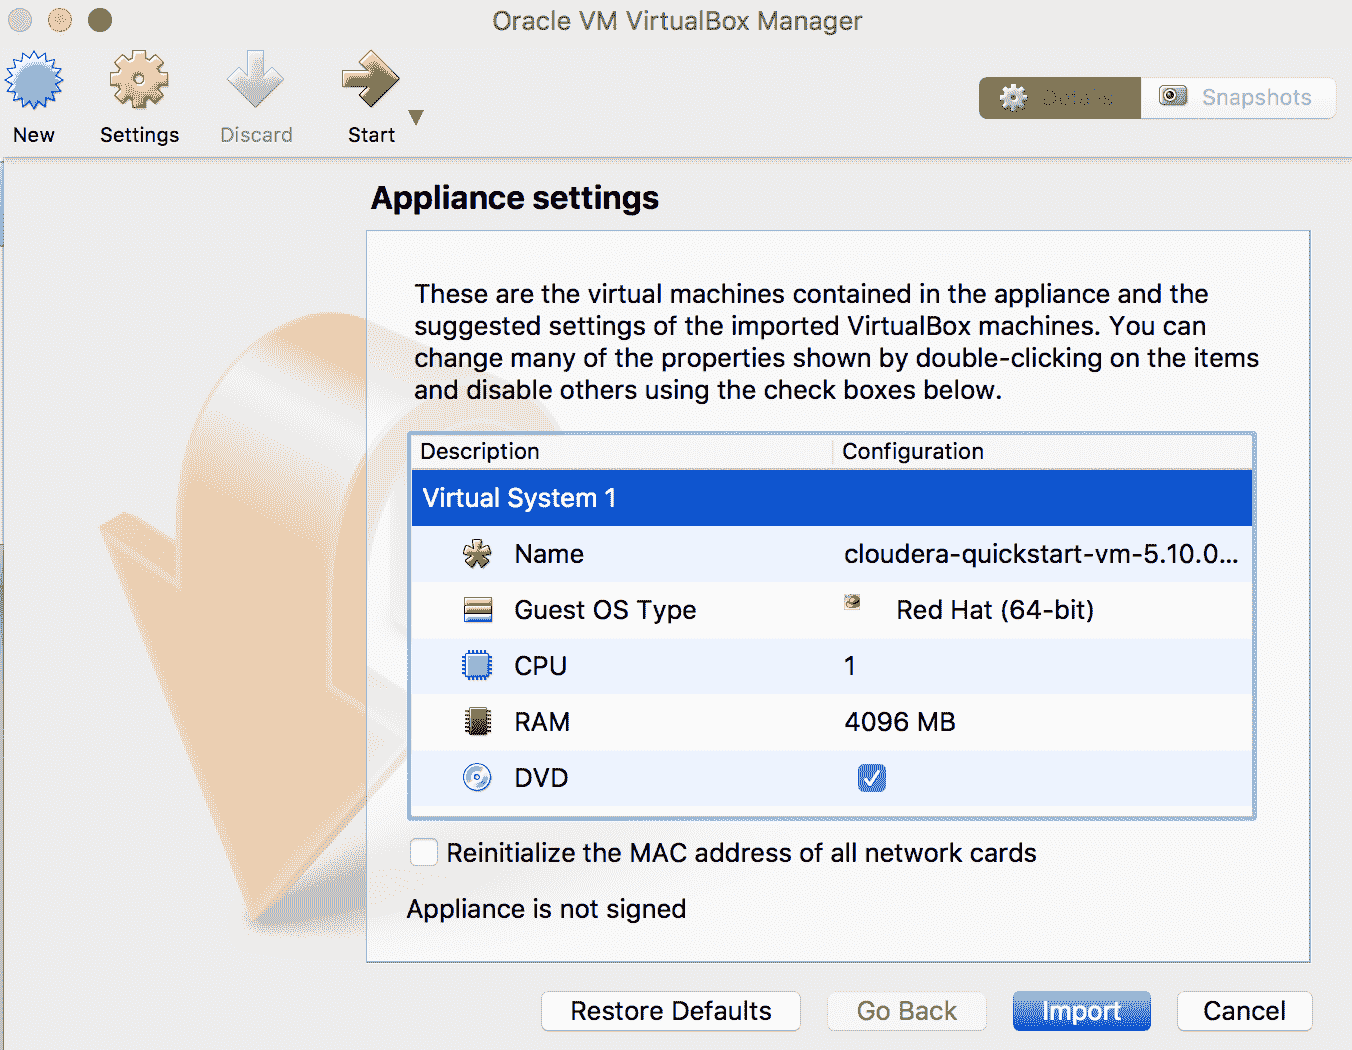 Oracle VM VirtualBox Manager
New
Settings
Discard
Start
Details
Snapshots
Appliance settings
These are the virtual machines contained in the appliance and the
suggested settings of the imported VirtualBox machines. You can
change many of the properties shown by double-clicking on the items
and disable others using the check boxes below.
Description Configuration
Virtual System 1
Name cloudera-quickstart-vm-5.10.0...
Guest OS Type Red Hat (64-bit)
CPU 1
RAM 4096 MB
DVD
Reinitialize the MAC address of all network cards
Appliance is not signed
Restore Defaults Go Back Import Cancel